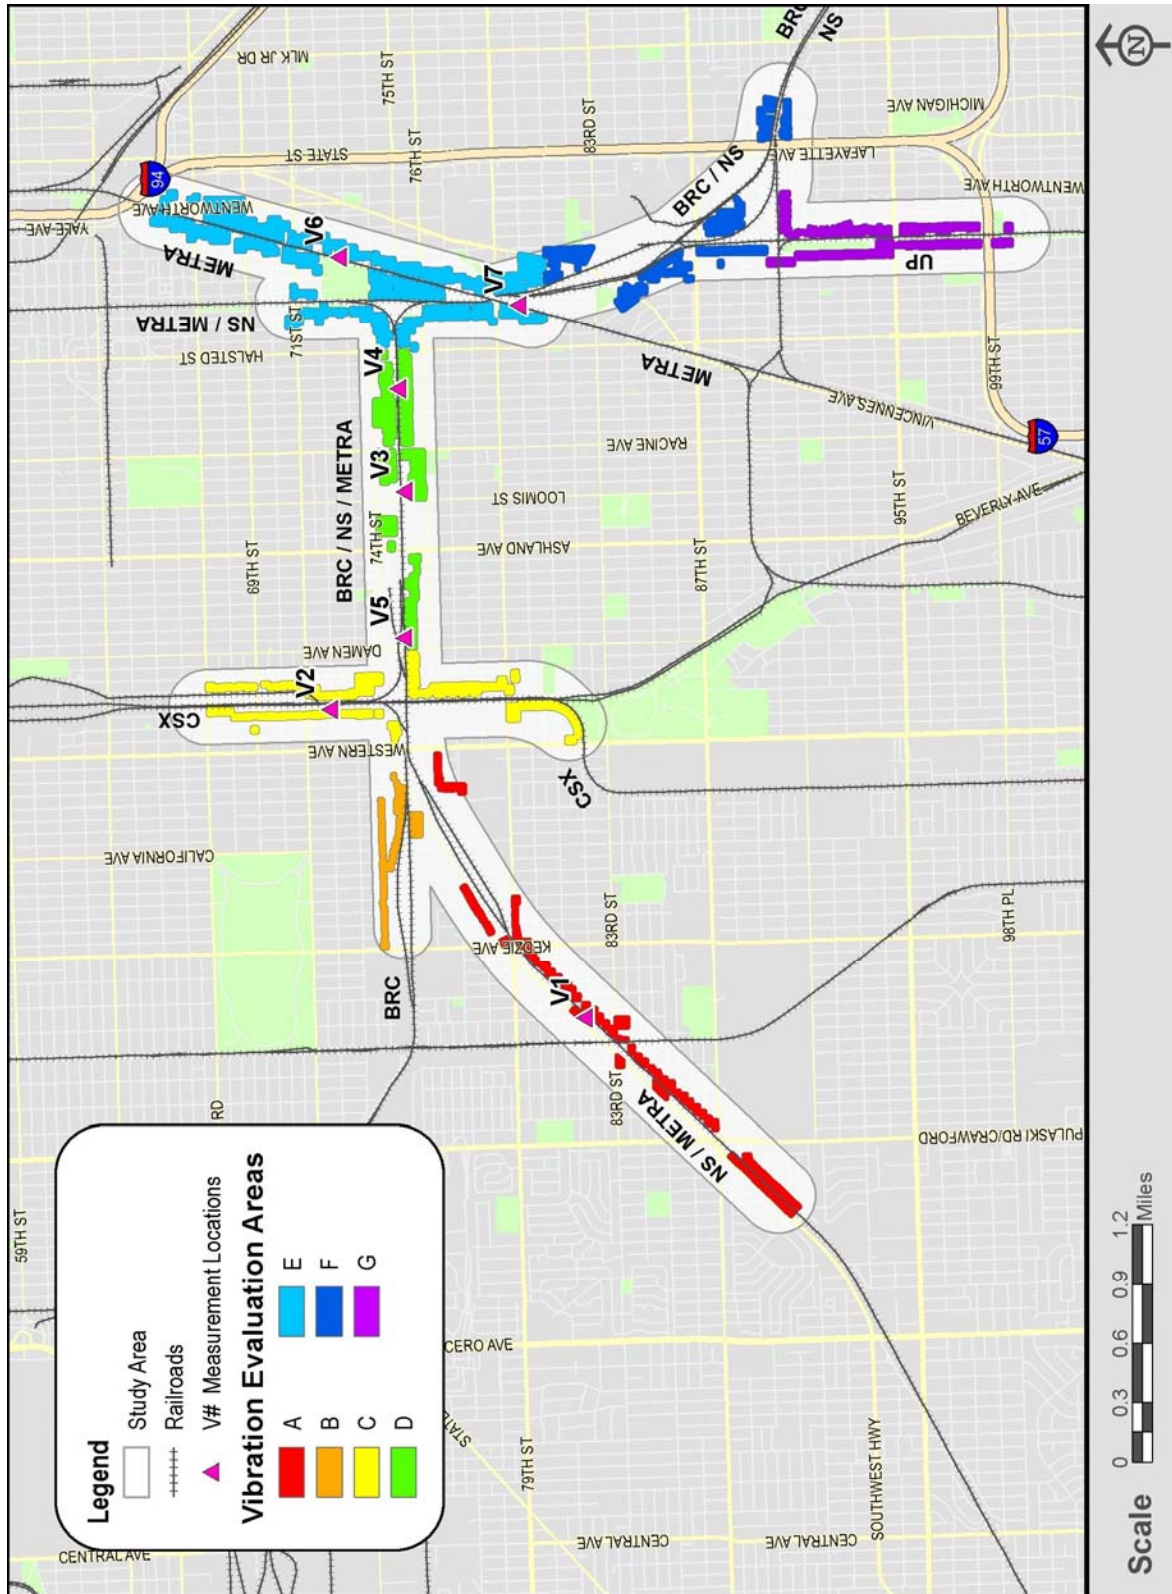 Legend
Study Area
Railroads
V# Measurement Locations
Vibration Evaluation Areas
A
B
C
D
E
F
G
59TH ST
CENTRAL AVE
RD
CERO AVE
STATE
79TH ST
CENTRAL AVE
CENTRAL AVE
SOUTHWEST HWY
PULASKI RD/CRAWFORD
NS / METRA
83RD ST
V1
KEDZIE AVE
83RD ST
98TH PL
BRC
CALIFORNIA AVE
WESTERN AVE
CSX
CSX
V2
DAMEN AVE
V5
69TH ST
BRC / NS / METRA
74TH ST
ASHLAND AVE
LOOMIS ST
87TH ST
95TH ST
BEVERLY AVE
V3
V4
RACINE AVE
VINCENNES AVE
57
99TH ST
HALSTED ST
71ST ST
NS / METRA
METRA
METRA
V6
V7
UP
YALE AVE
WENTWORTH AVE
94
STATE ST
MLK JR DR
75TH ST
76TH ST
83RD ST
BRC / NS
LAFAYETTE AVE
WENTWORTH AVE
MICHIGAN AVE
BRC
NS
Scale
0 0.3 0.6 0.9 1.2
Miles
N